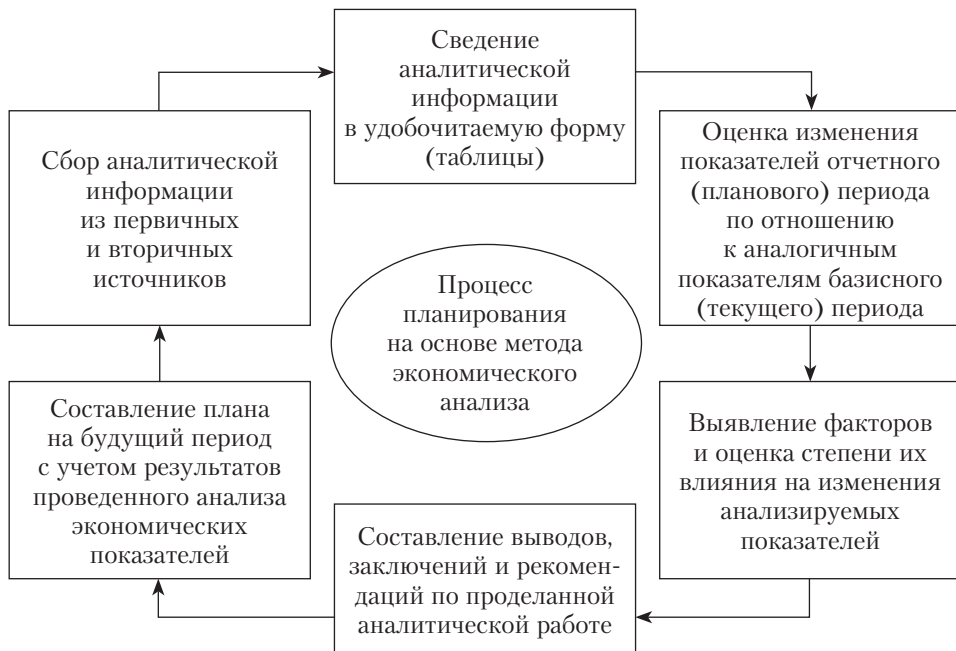 Сведение
аналитической
информации
в удобочитаемую форму
(таблицы)
Оценка изменения
показателей отчетного
(планового) периода
по отношению
к аналогичным
показателям базисного
(текущего) периода
Выявление факторов
и оценка степени их
влияния на изменения
анализируемых
показателей
Составление выводов,
заключений и рекомен-
даций по проделанной
аналитической работе
Составление плана
на будущий период
с учетом результатов
проведенного анализа
экономических
показателей
Сбор аналитической
информации
из первичных
и вторичных
источников
Процесс
планирования
на основе метода
экономического
анализа